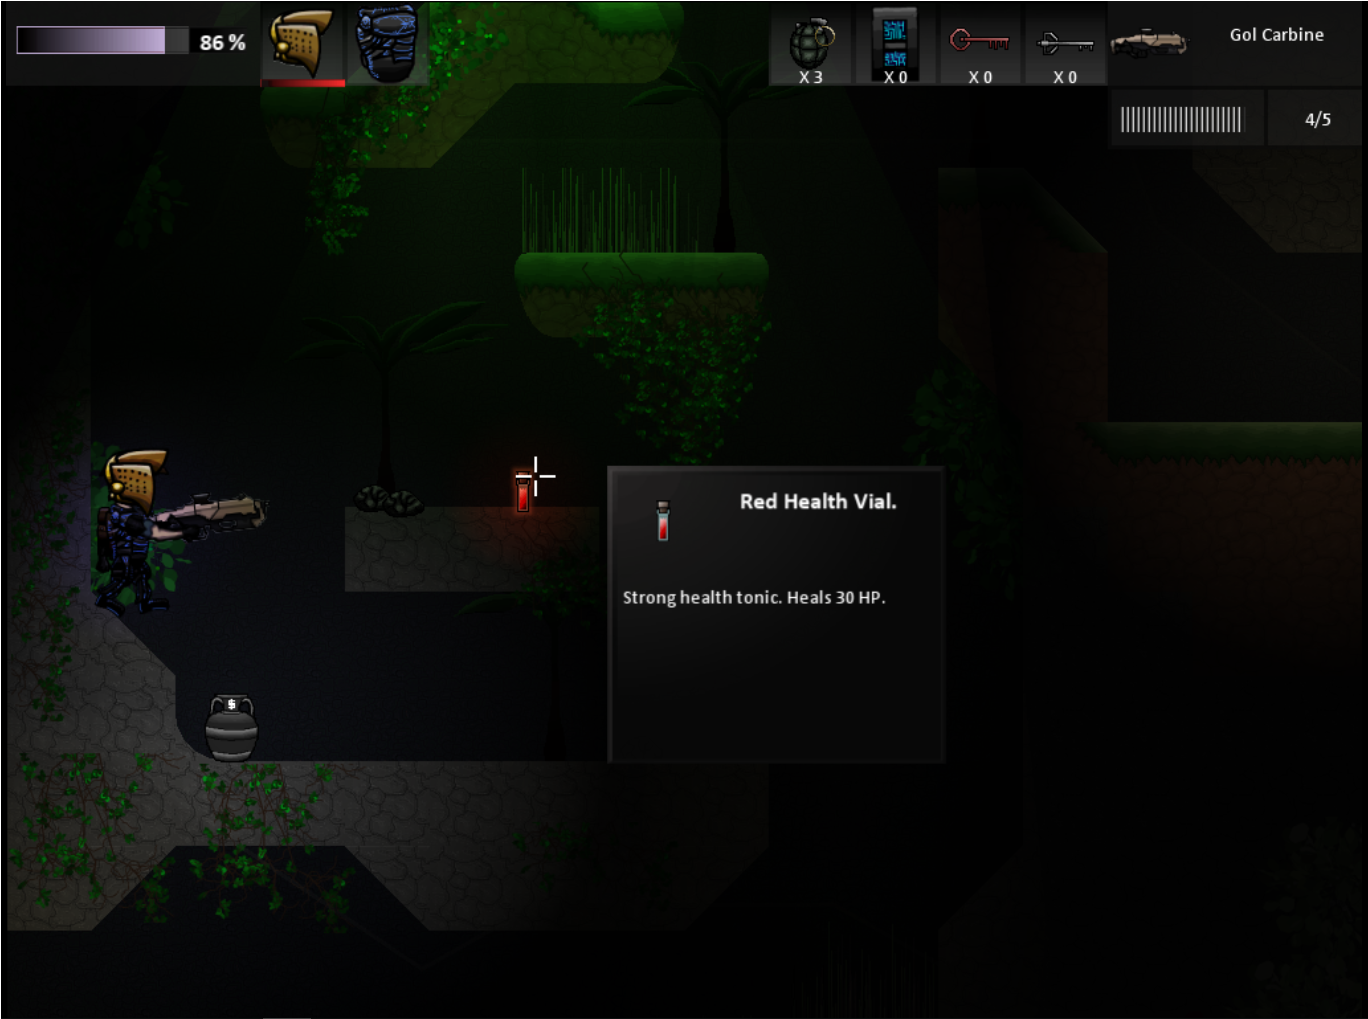 86 %
X 3
X 0
X 0
X 0
Gol Carbine
4/5
Red Health Vial.
Strong health tonic. Heals 30 HP.
$